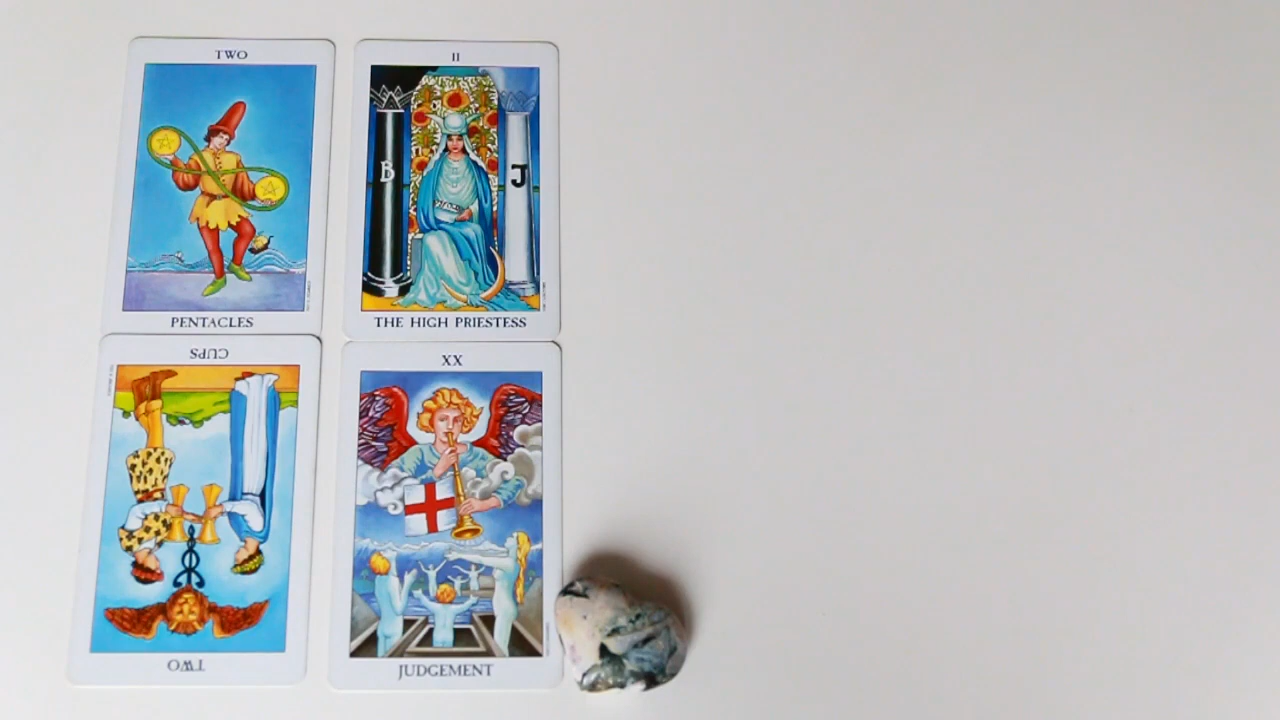 TWO
PENTACLES
II
B J
THE HIGH PRIESTESS
CUPS
TWO
XX
JUDGEMENT